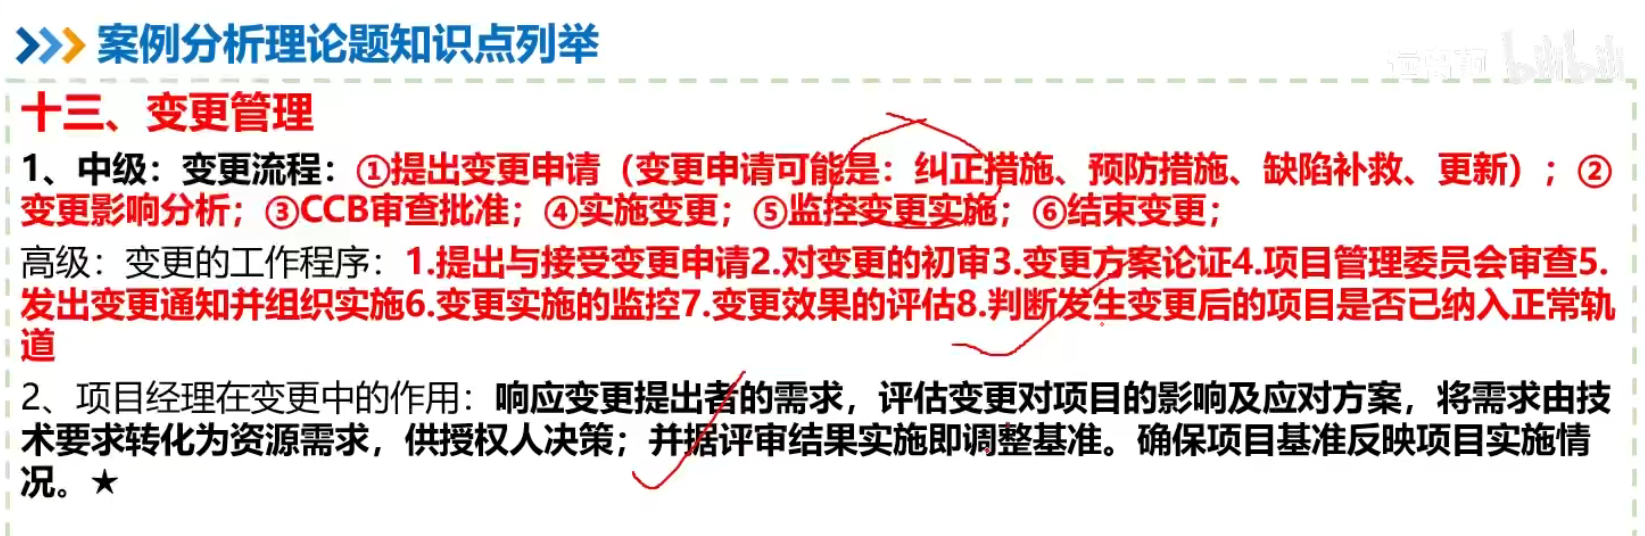 案例分析理论题知识点列举
bilibili
十三、变更管理
1、中级：变更流程：①提出变更申请（变更申请可能是：纠正措施、预防措施、缺陷补救、更新）；②
变更影响分析；③CCB审查批准；④实施变更；⑤监控变更实施；⑥结束变更；
高级：变更的工作程序：1.提出与接受变更申请2.对变更的初审3.变更方案论证4.项目管理委员会审查5.
发出变更通知并组织实施6.变更实施的监控7.变更效果的评估8.判断发生变更后的项目是否已纳入正常轨
道
2、项目经理在变更中的作用：响应变更提出者的需求，评估变更对项目的影响及应对方案，将需求由技
术要求转化为资源需求，供授权人决策；并据评审结果实施即调整基准。确保项目基准反映项目实施情
况。★